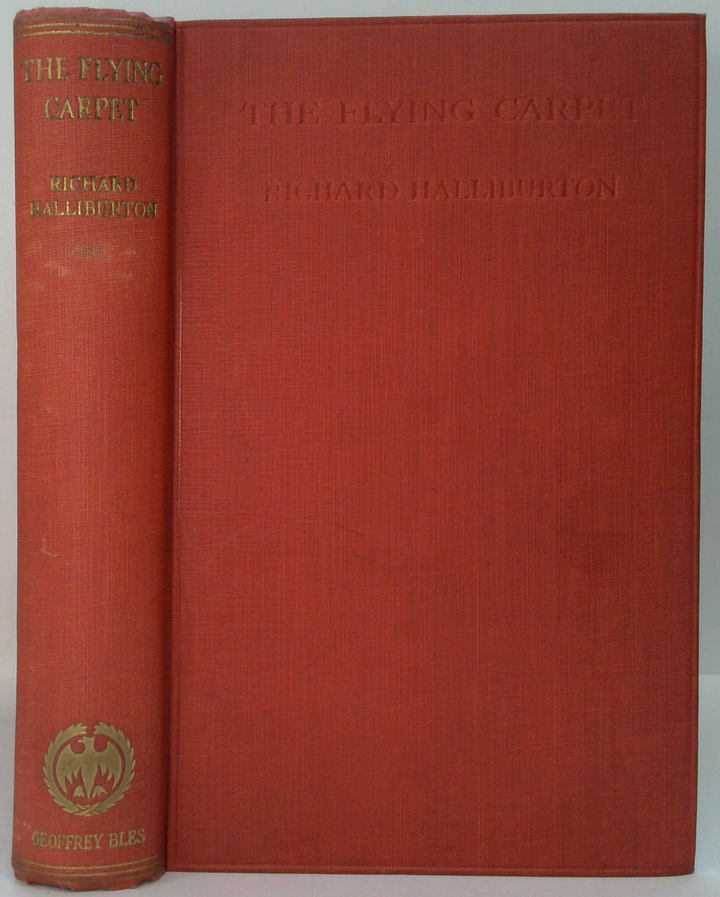 THE FLYING
CARPET
RICHARD
HALLIBURTON
GEOFFREY BLES
THE FLYING CARPET
RICHARD HALLIBURTON